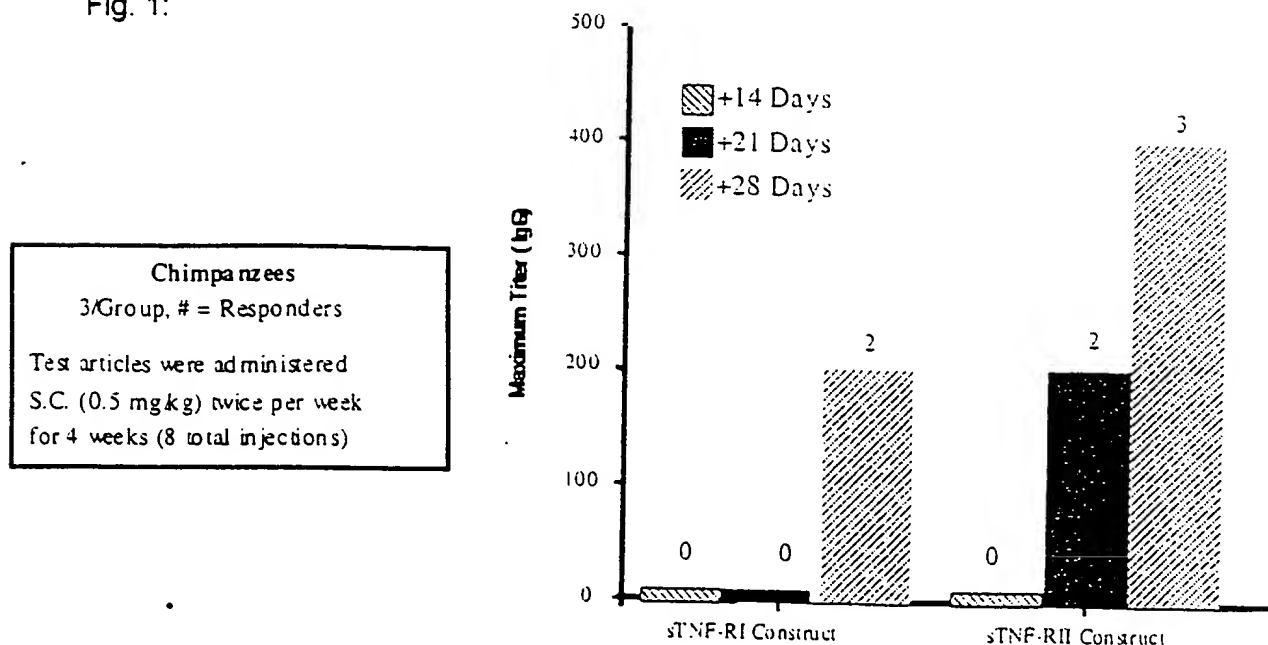 Fig. 1:
Chimpanzees
3/Group, # = Responders
Test articles were administered
S.C. (0.5 mg/kg) twice per week
for 4 weeks (8 total injections)
Maximum Titer (IgG)
500
400
300
200
100
0
+14 Days
+21 Days
+28 Days
0
0
2
0
2
3
sTNF-RI Construct
sTNF-RII Construct